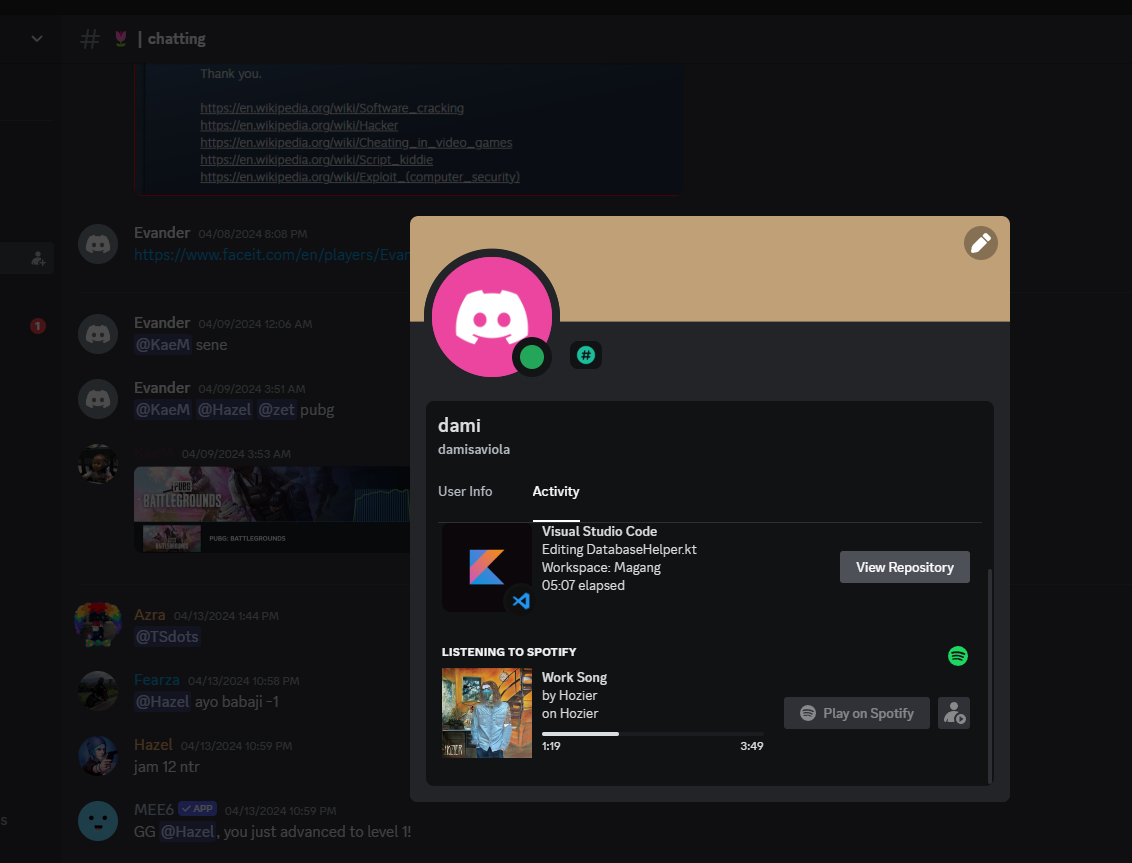 | chatting
Thank you.
https://en.wikipedia.org/wiki/Software_cracking
https://en.wikipedia.org/wiki/Hacker
https://en.wikipedia.org/wiki/Cheating_in_video_games
https://en.wikipedia.org/wiki/Script_kiddie
https://en.wikipedia.org/wiki/Exploit_(computer_security)
Evander 04/08/2024 8:08 PM
https://www.faceit.com/en/players/Evan
1
Evander 04/09/2024 12:06 AM
@KaeM sene
Evander 04/09/2024 3:51 AM
@KaeM @Hazel @zet pubg
04/09/2024 3:53 AM
PUBG
BATTLEGROUNDS
PUBG: BATTLEGROUNDS
Azra 04/13/2024 1:44 PM
@TSdots
Fearza 04/13/2024 10:58 PM
@Hazel ayo babaji -1
Hazel 04/13/2024 10:59 PM
jam 12 ntr
MEE6 APP 04/13/2024 10:59 PM
GG @Hazel, you just advanced to level 1!
dami
damisaviola
User Info
Activity
Visual Studio Code
Editing DatabaseHelper.kt
Workspace: Magang
05:07 elapsed
View Repository
LISTENING TO SPOTIFY
Work Song
by Hozier
on Hozier
HOZIER
Play on Spotify
1:19
3:49